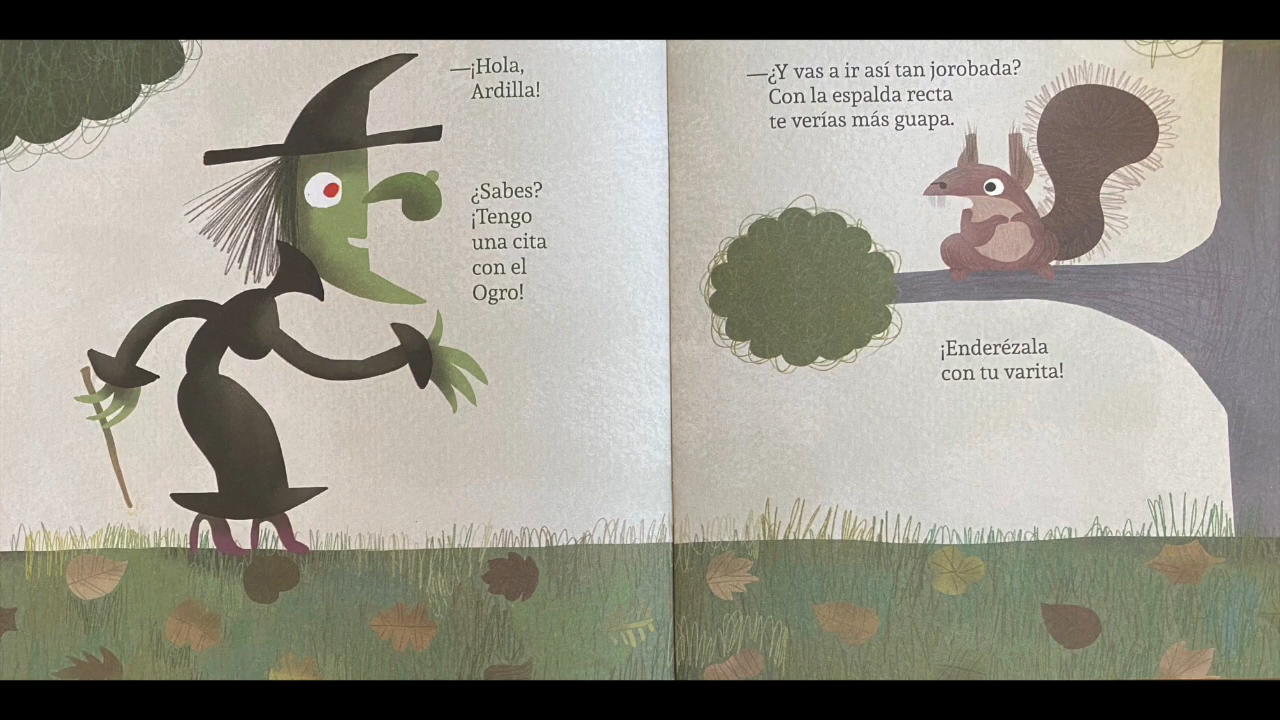 —¡Hola,
Ardilla!
¿Sabes?
¡Tengo
una cita
con el
Ogro!
—¿Y vas a ir así tan jorobada?
Con la espalda recta
te verías más guapa.
¡Enderézala
con tu varita!